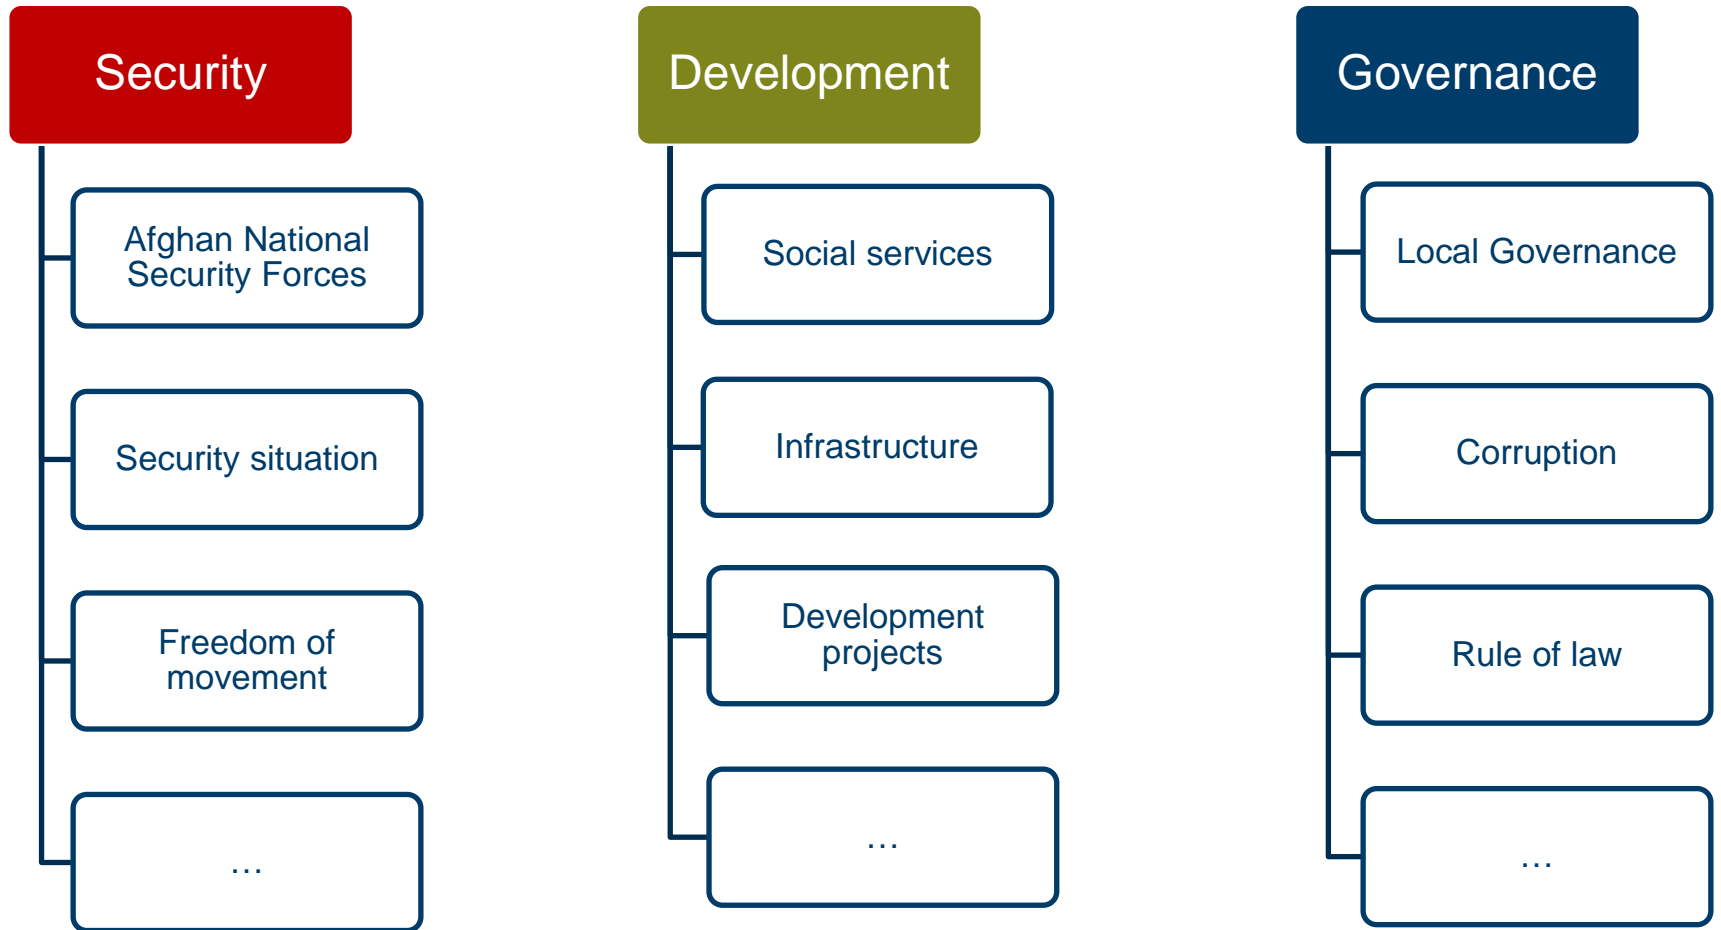 Security
Afghan National
Security Forces
Security situation
Freedom of
movement
…
Development
Social services
Infrastructure
Development
projects
…
Governance
Local Governance
Corruption
Rule of law
…